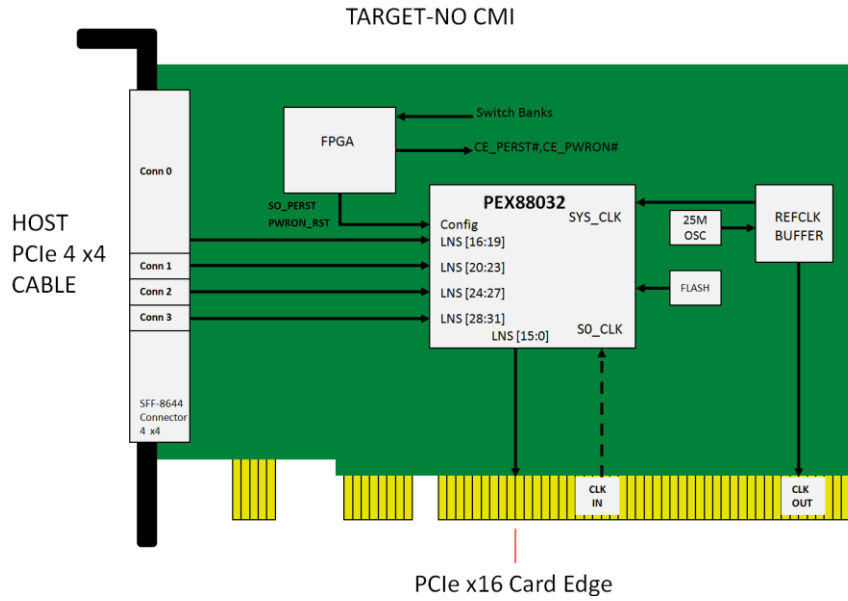 TARGET-NO CMI
Switch Banks
FPGA
CE_PERST#,CE_PWRON#
Conn 0
SO_PERST
PWRON_RST
PEX88032
Config
SYS_CLK
25M
OSC
REFCLK
BUFFER
HOST
PCIe 4 x4
CABLE
LNS [16:19]
Conn 1
LNS [20:23]
Conn 2
LNS [24:27]
FLASH
Conn 3
LNS [28:31]
S0_CLK
LNS [15:0]
SFF-8644
Connector
4 x4
CLK
IN
CLK
OUT
PCIe x16 Card Edge